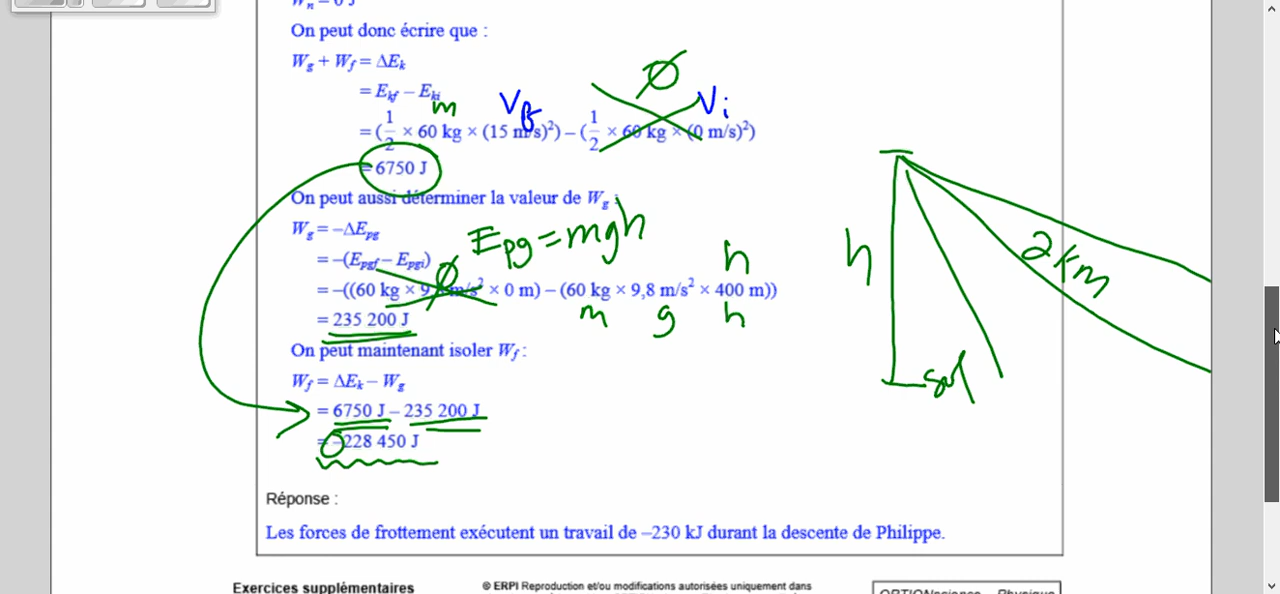 Wn = 0 J
On peut donc écrire que :
Wg + Wf = ΔEk
= Ekf – Eki
Ø
m Vf Vi
= (1/2 × 60 kg × (15 m/s)²) – (1/2 × 60 kg × (0 m/s)²)
= 6750 J
On peut aussi déterminer la valeur de Wg :
Wg = –ΔEpg
Epg = mgh
= –(Epgf – Epgi)
Ø h
= –((60 kg × 9,8 m/s² × 0 m) – (60 kg × 9,8 m/s² × 400 m))
m g h
= 235 200 J
h
2 km
sol
On peut maintenant isoler Wf :
Wf = ΔEk – Wg
= 6750 J – 235 200 J
= –228 450 J
Réponse :
Les forces de frottement exécutent un travail de –230 kJ durant la descente de Philippe.
Exercices supplémentaires
© ERPI Reproduction et/ou modifications autorisées uniquement dans
OPTIONscience – Physique